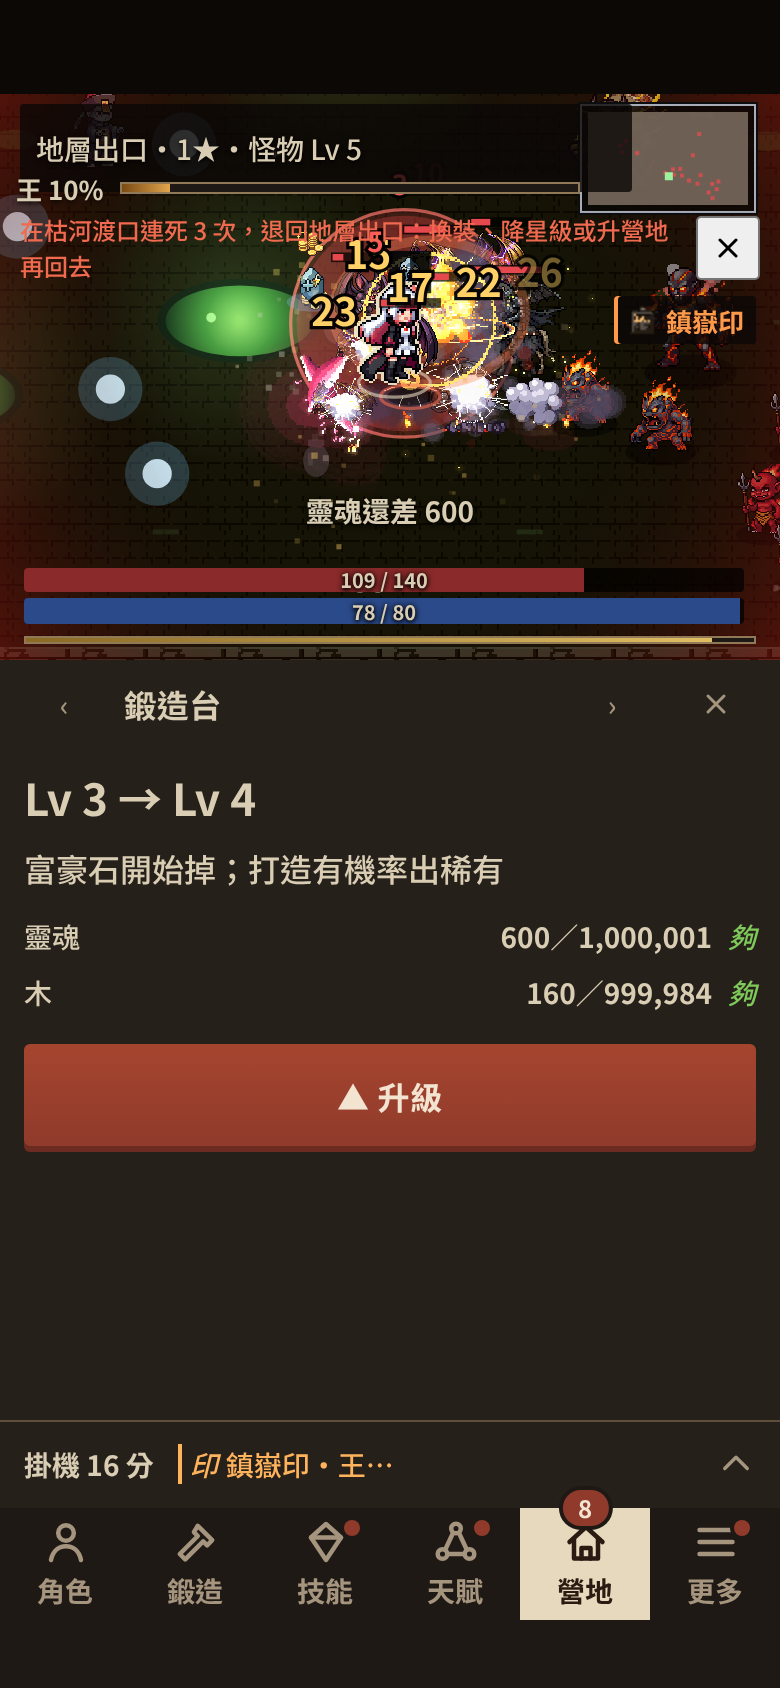 地層出口・1★・怪物 Lv 5
王 10%
在枯河渡口連死 3 次，退回地層出口・換裝、降星級或升營地
再回去
13
17
22
26
23
鎮嶽印
靈魂還差 600
109 / 140
78 / 80
鍛造台
Lv 3 → Lv 4
富豪石開始掉；打造有機率出稀有
靈魂 600／1,000,001 夠
木 160／999,984 夠
▲ 升級
掛機 16 分 印 鎮嶽印・王…
8
角色 鍛造 技能 天賦 營地 更多